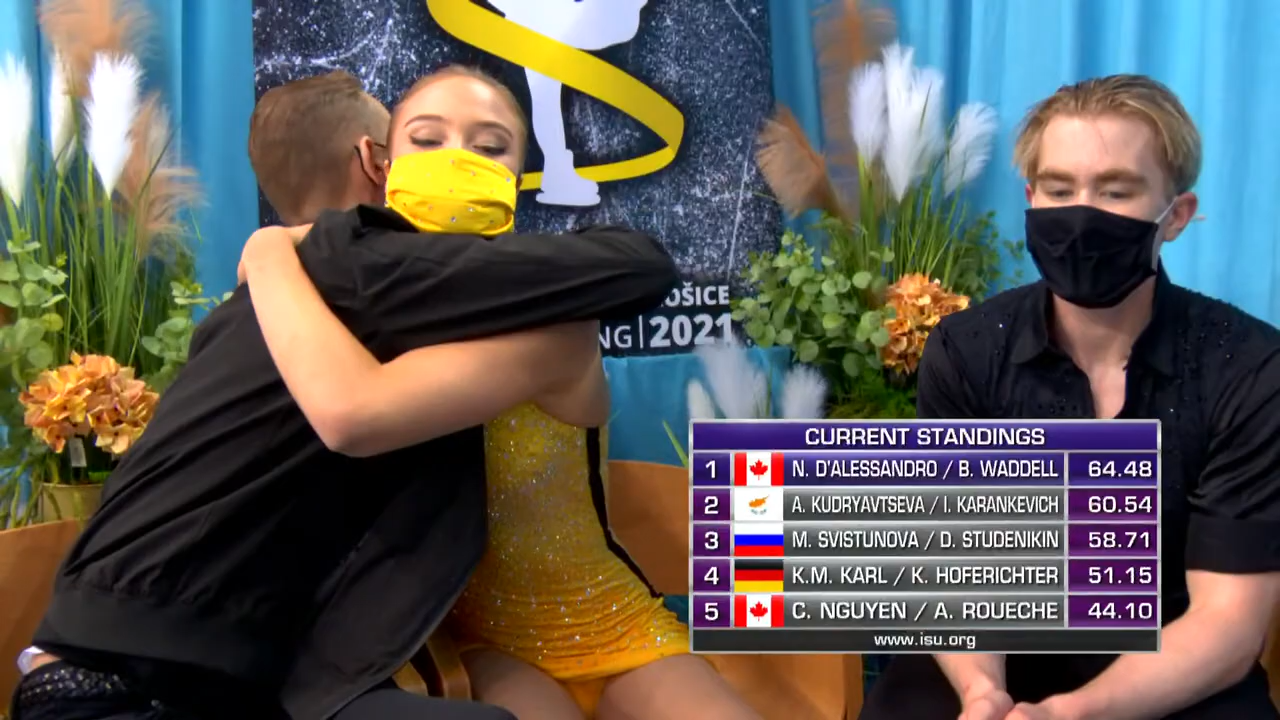 OŠICE
NG | 2021
CURRENT STANDINGS
1 N. D'ALESSANDRO / B. WADDELL 64.48
2 A. KUDRYAVTSEVA / I. KARANKEVICH 60.54
3 M. SVISTUNOVA / D. STUDENIKIN 58.71
4 K.M. KARL / K. HOFERICHTER 51.15
5 C. NGUYEN / A. ROUECHE 44.10
www.isu.org